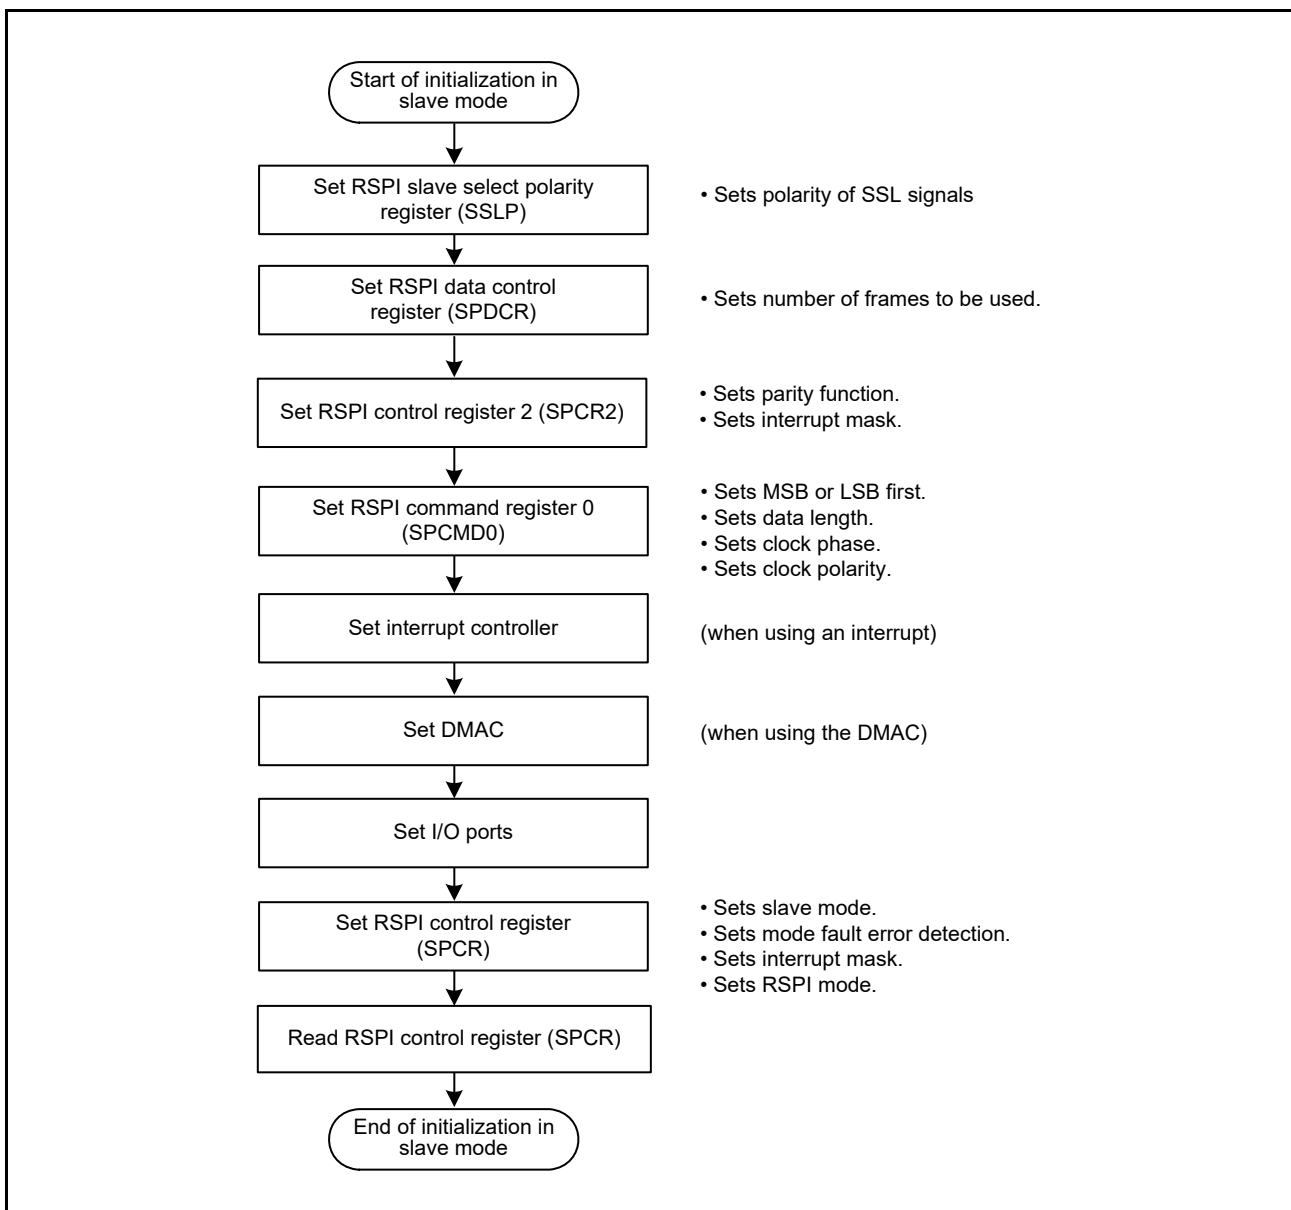 Start of initialization in
slave mode
Set RSPI slave select polarity
register (SSLP)
• Sets polarity of SSL signals
Set RSPI data control
register (SPDCR)
• Sets number of frames to be used.
Set RSPI control register 2 (SPCR2)
• Sets parity function.
• Sets interrupt mask.
Set RSPI command register 0
(SPCMD0)
• Sets MSB or LSB first.
• Sets data length.
• Sets clock phase.
• Sets clock polarity.
Set interrupt controller
(when using an interrupt)
Set DMAC
(when using the DMAC)
Set I/O ports
Set RSPI control register
(SPCR)
• Sets slave mode.
• Sets mode fault error detection.
• Sets interrupt mask.
• Sets RSPI mode.
Read RSPI control register (SPCR)
End of initialization in
slave mode